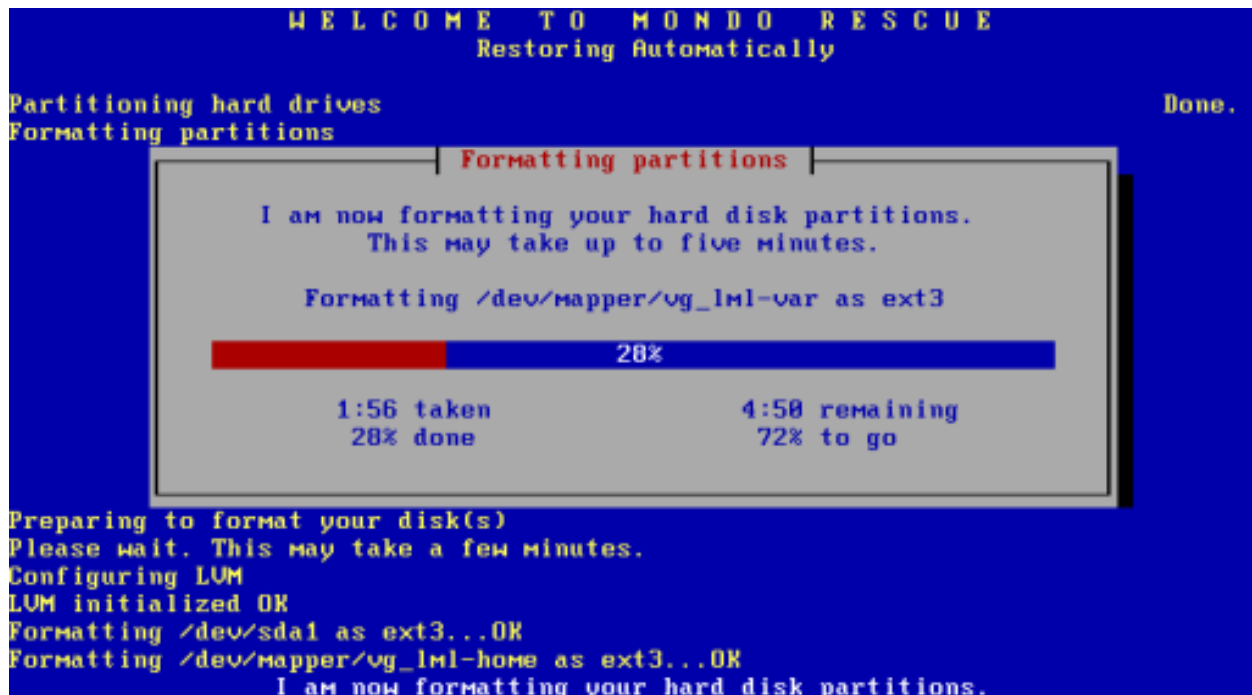 WELCOME TO MONDO RESCUE
Restoring Automatically
Partitioning hard drives Done.
Formatting partitions
Formatting partitions
I am now formatting your hard disk partitions.
This may take up to five minutes.
Formatting /dev/mapper/vg_lml-var as ext3
28%
1:56 taken 4:50 remaining
28% done 72% to go
Preparing to format your disk(s)
Please wait. This may take a few minutes.
Configuring LVM
LVM initialized OK
Formatting /dev/sda1 as ext3...OK
Formatting /dev/mapper/vg_lml-home as ext3...OK
I am now formatting your hard disk partitions.